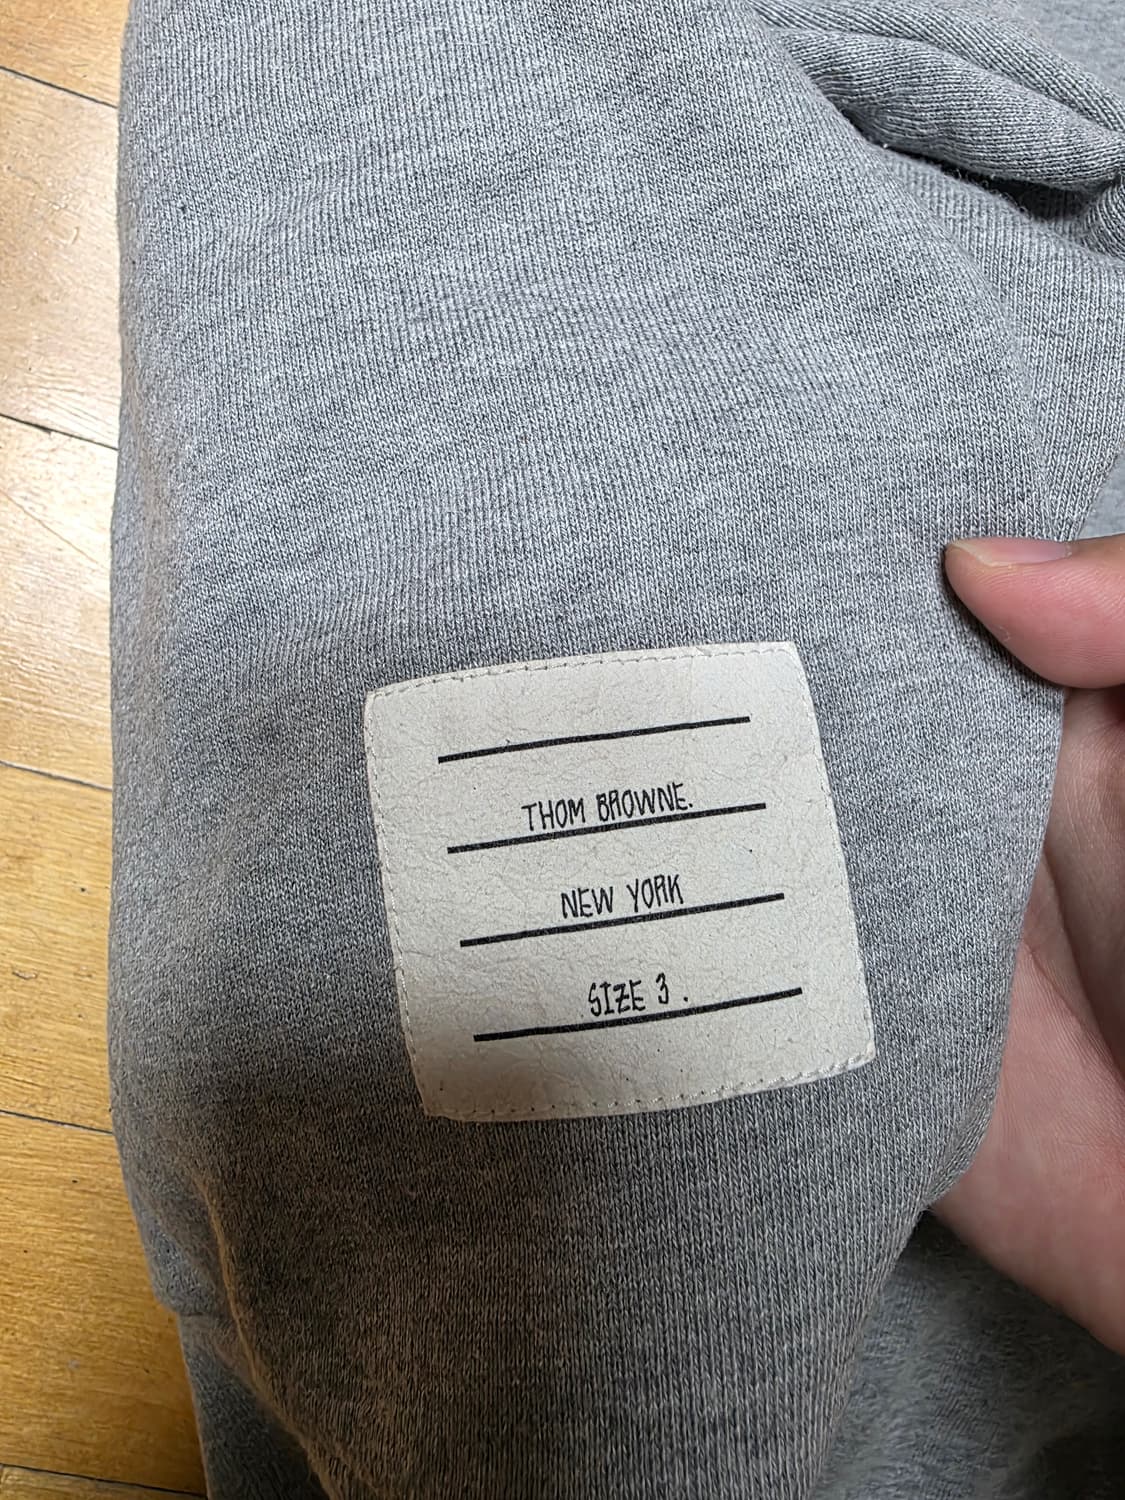 THOM BROWNE.
NEW YORK
SIZE 3 .